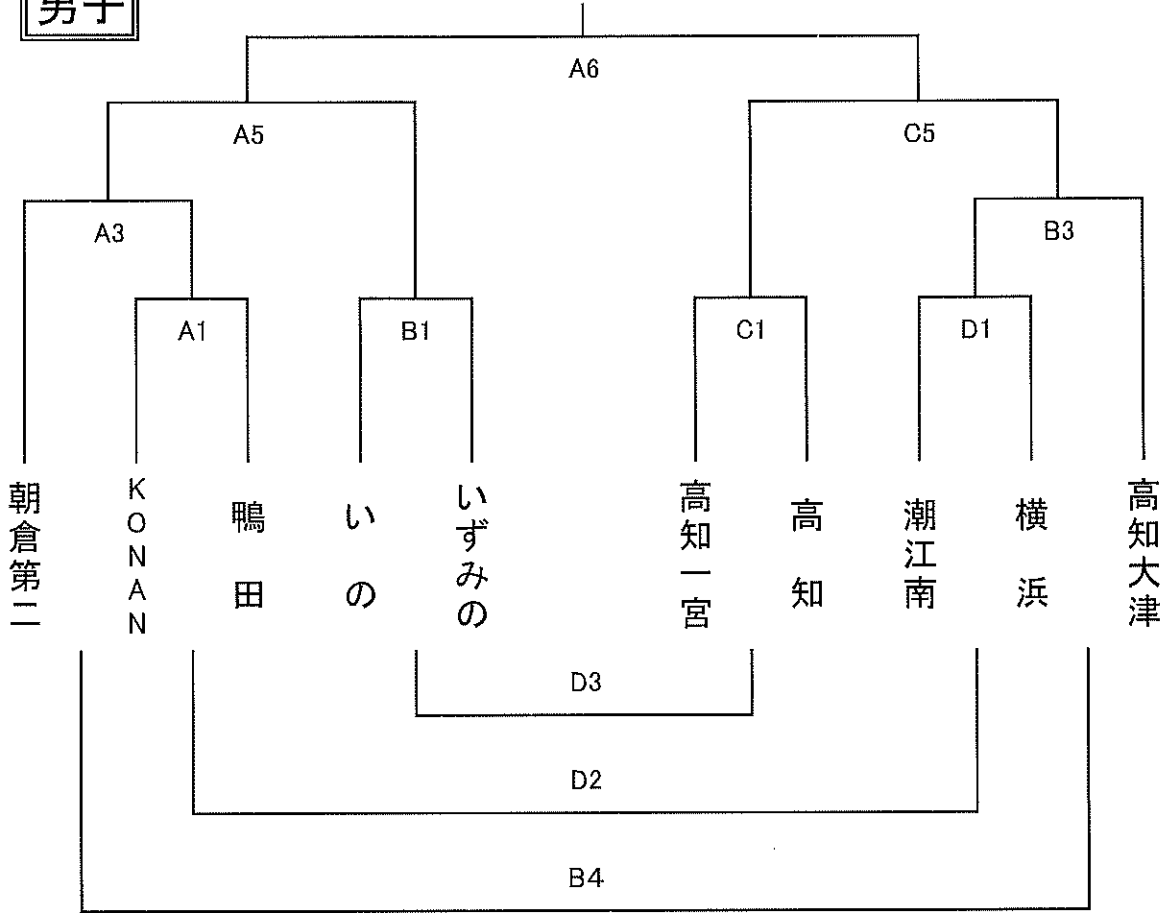 男子
A6
A5
C5
A3
B3
A1
B1
C1
D1
朝倉第二
KONAN
鴨田
いの
いずみの
高知一宮
高知
潮江南
横浜
高知大津
D3
D2
B4